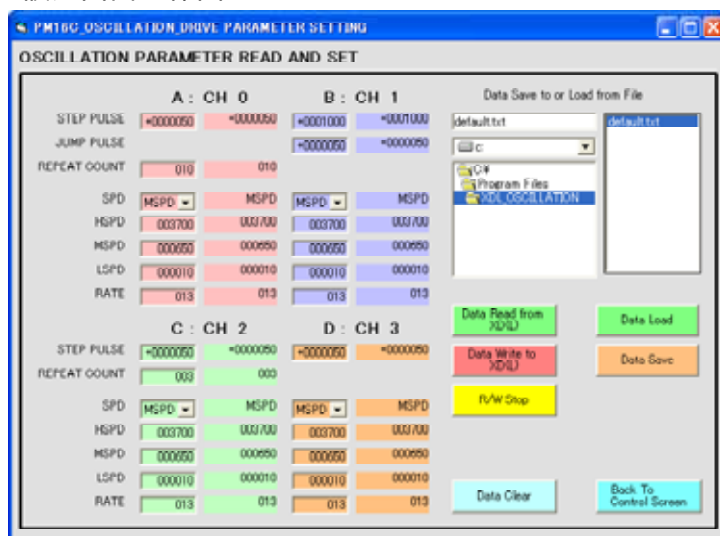 PM16C_OSCILLATION_DRIVE PARAMETER SETTING
OSCILLATION PARAMETER READ AND SET
A : CH 0 B : CH 1 Data Save to or Load from File
STEP PULSE +0000050 +0000050 +0001000 +0001000 default.txt default.txt
JUMP PULSE +0000050 +0000050 c:
REPEAT COUNT 010 010 C:¥
Program Files
SPD MSPD MSPD MSPD MSPD XDL OSCILLATION
HSPD 003700 003700 003700 003700
MSPD 000650 000650 000650 000650
LSPD 000010 000010 000010 000010
RATE 013 013 013 013
Data Read from Data Load
C : CH 2 D : CH 3
STEP PULSE +0000050 +0000050 +0000050 +0000050 Data Write to Data Save
REPEAT COUNT 003 003
SPD MSPD MSPD MSPD MSPD R/W Stop
HSPD 003700 003700 003700 003700
MSPD 000650 000650 000650 000650
LSPD 000010 000010 000010 000010
RATE 013 013 013 013 Data Clear Back To
Control Screen